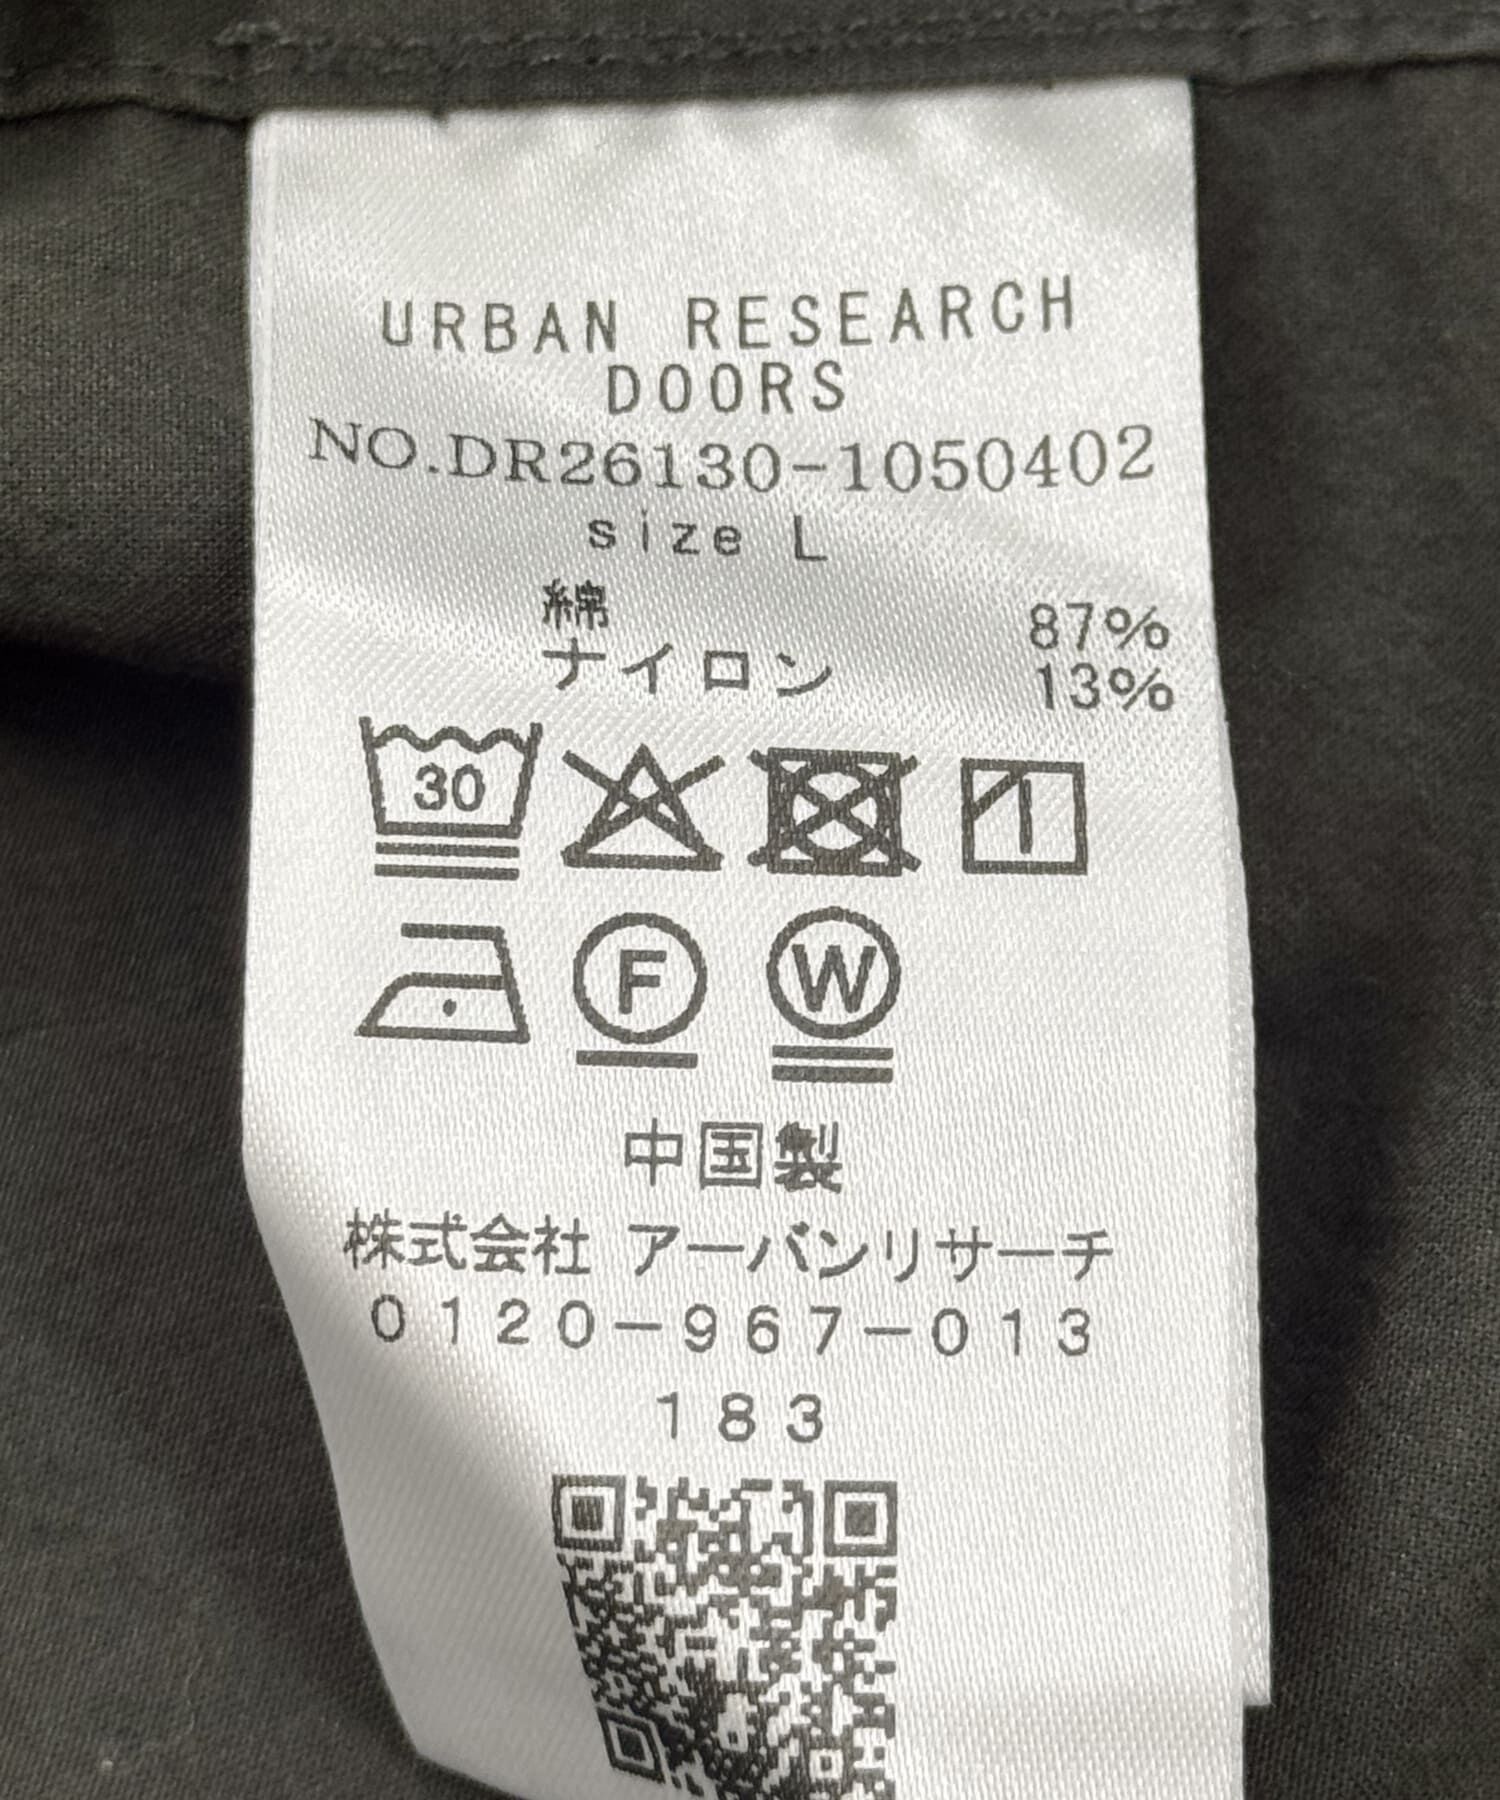 URBAN RESEARCH
DOORS
NO.DR26130-1050402
size L
綿 87%
ナイロン 13%
30
F W
中国製
株式会社 アーバンリサーチ
0120-967-013
183